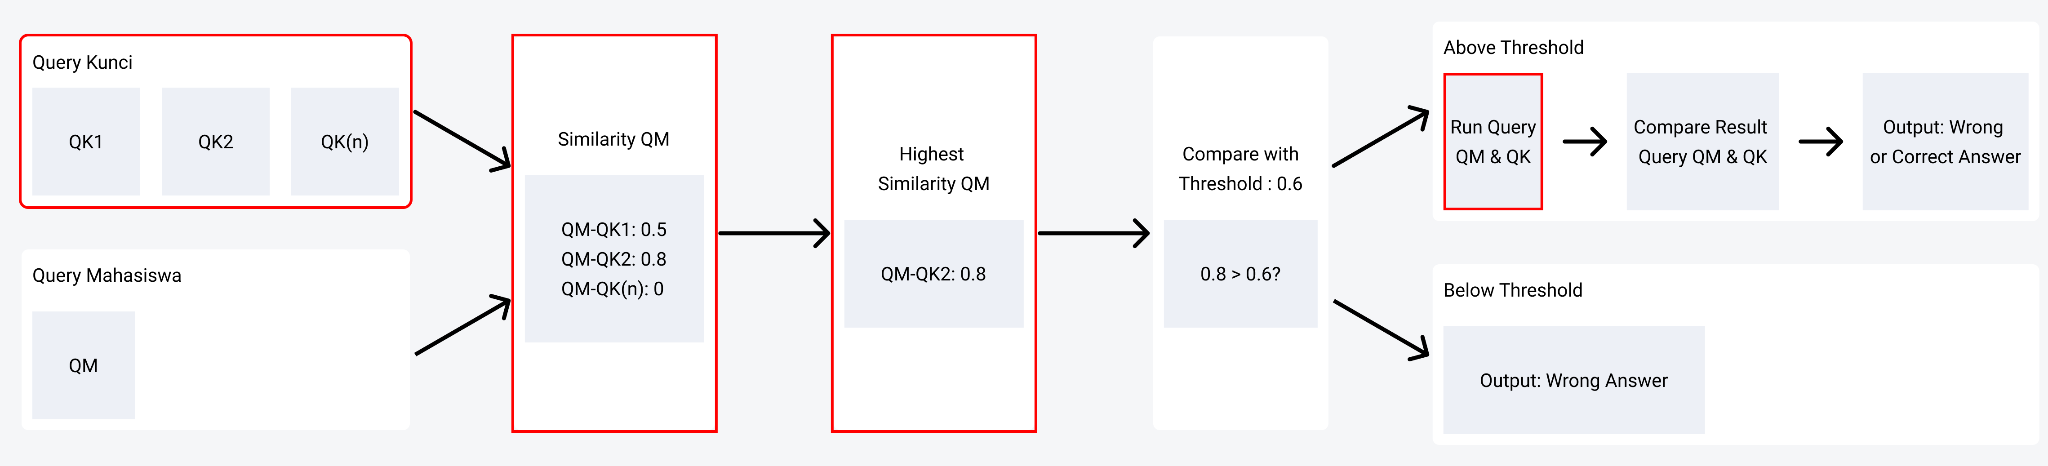 Query Kunci
QK1
QK2
QK(n)
Query Mahasiswa
QM
Similarity QM
QM-QK1: 0.5
QM-QK2: 0.8
QM-QK(n): 0
Highest
Similarity QM
QM-QK2: 0.8
Compare with
Threshold : 0.6
0.8 > 0.6?
Above Threshold
Run Query
QM & QK
Compare Result
Query QM & QK
Output: Wrong
or Correct Answer
Below Threshold
Output: Wrong Answer